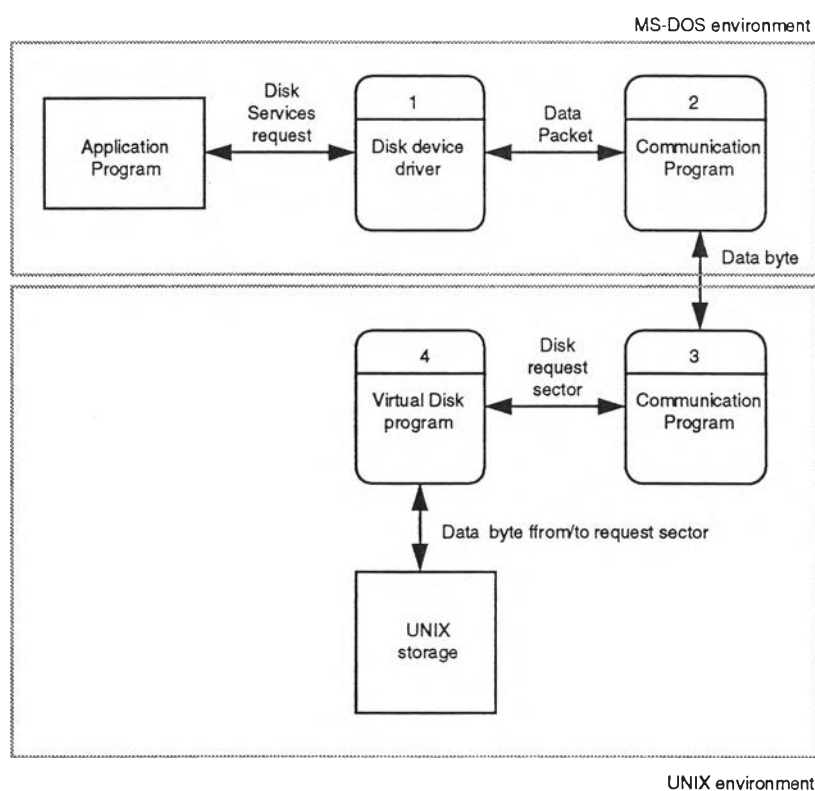 MS-DOS environment
Disk
Services
request
1
Data
Packet
2
Application
Program
Disk device
driver
Communication
Program
Data byte
4
Disk
request
sector
3
Virtual Disk
program
Communication
Program
Data byte ffrom/to request sector
UNIX
storage
UNIX environment